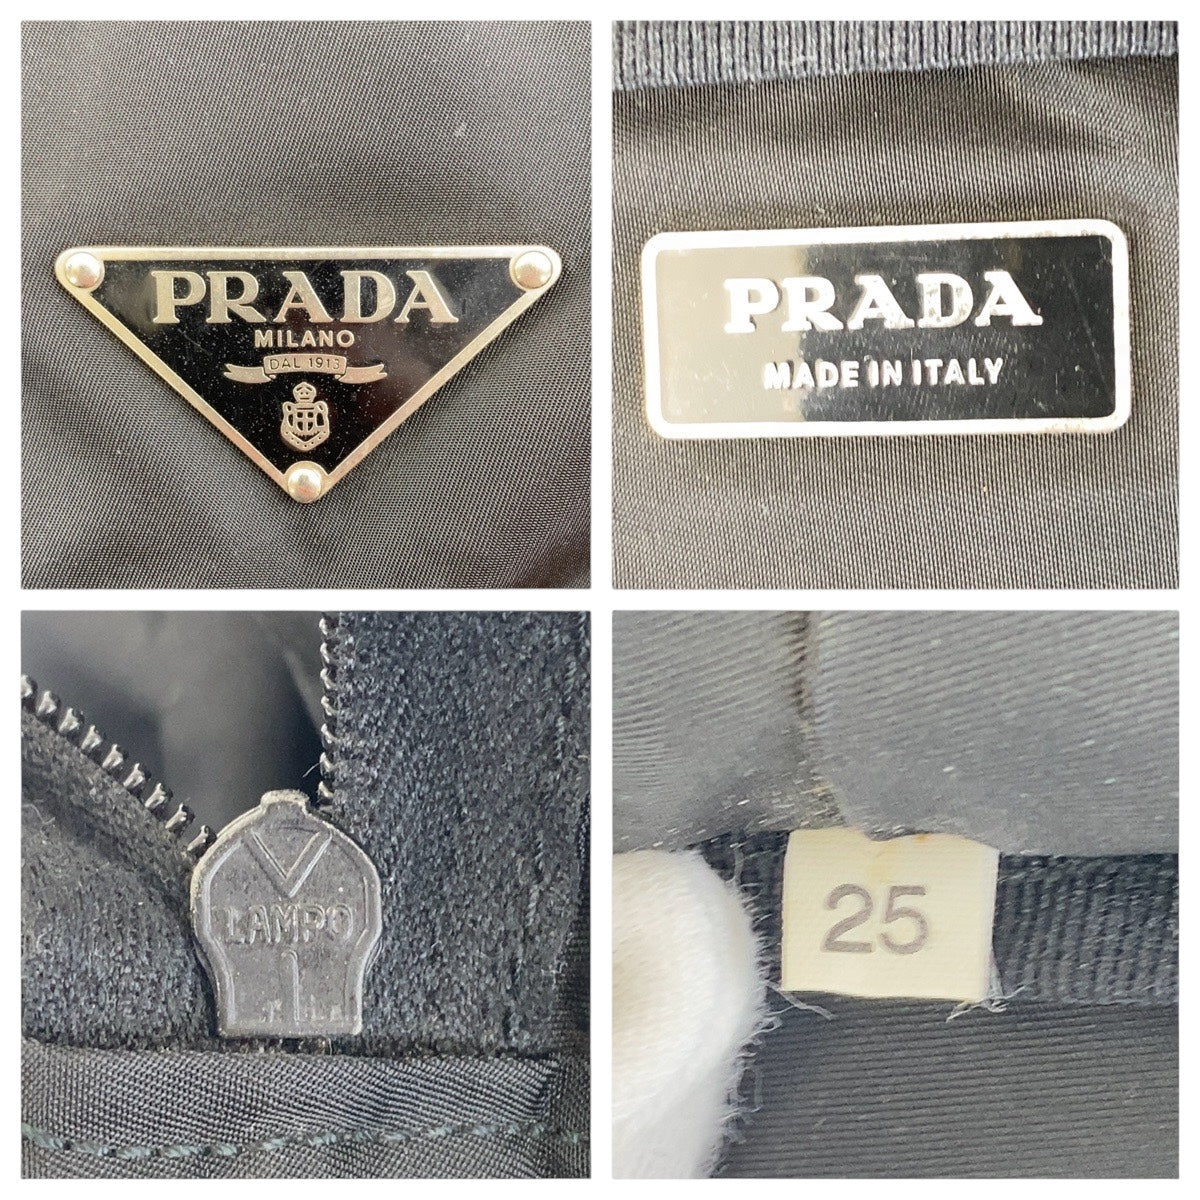 PRADA
MILANO
DAL 1913
PRADA
MADE IN ITALY
LAMPO
25